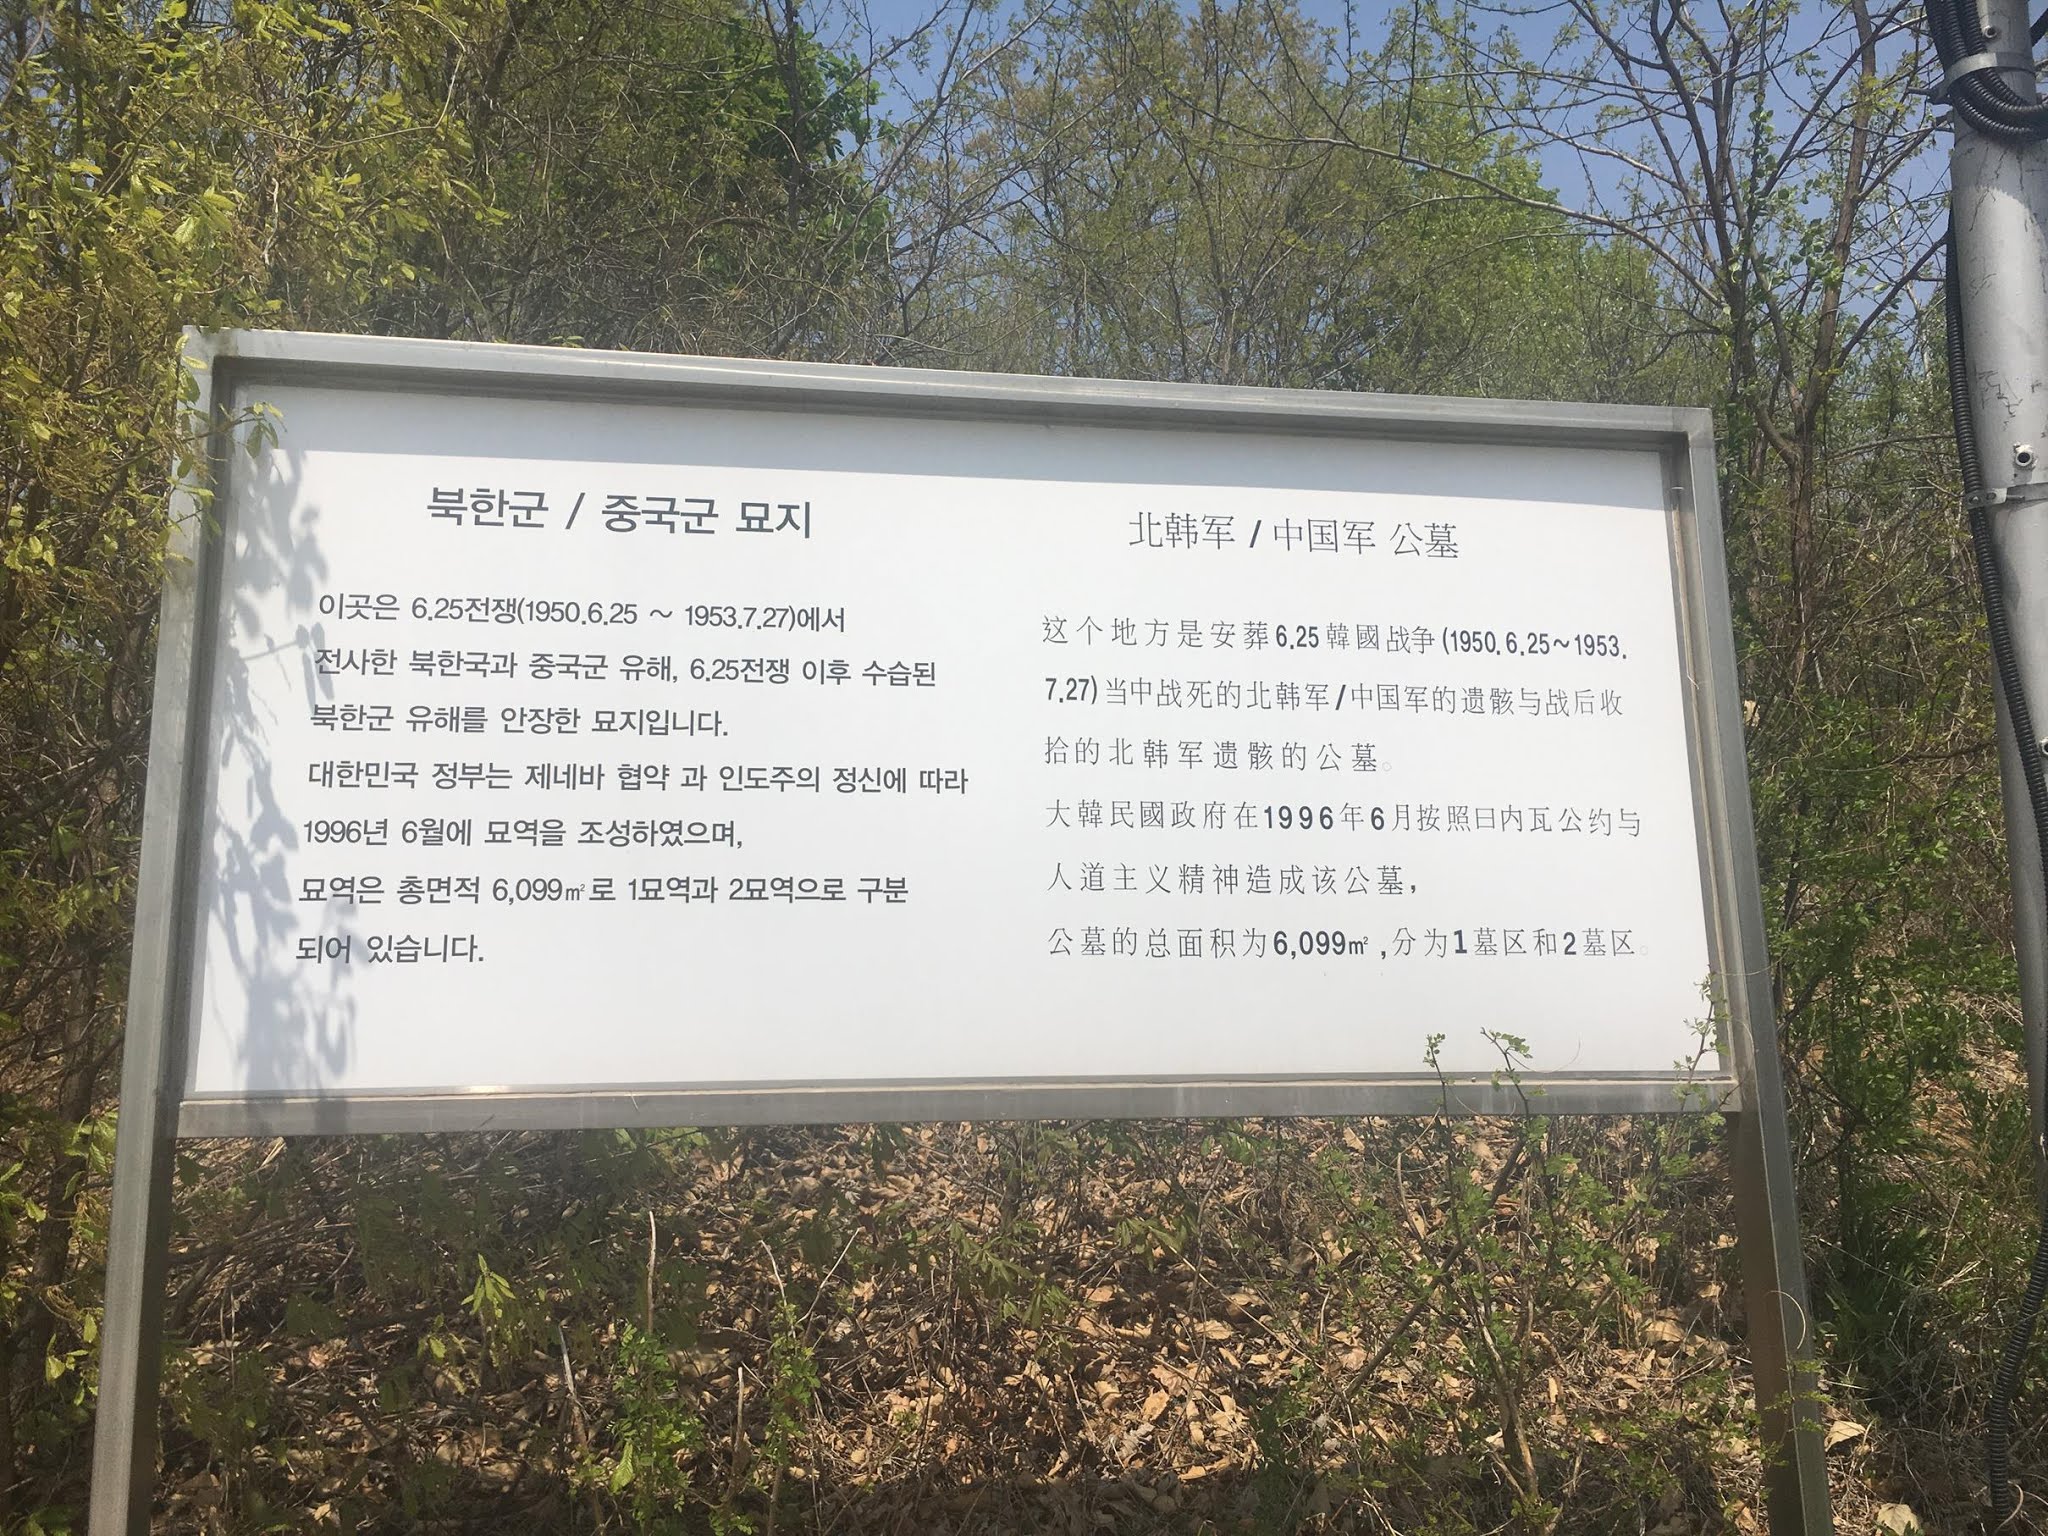 북한군 / 중국군 묘지
이곳은 6.25전쟁(1950.6.25 ~ 1953.7.27)에서
전사한 북한국과 중국군 유해, 6.25전쟁 이후 수습된
북한군 유해를 안장한 묘지입니다.
대한민국 정부는 제네바 협약 과 인도주의 정신에 따라
1996년 6월에 묘역을 조성하였으며,
묘역은 총면적 6,099㎡로 1묘역과 2묘역으로 구분
되어 있습니다.
北韩军 / 中国军 公墓
这个地方是安葬6.25韓國战争(1950.6.25~1953.
7.27)当中战死的北韩军/中国军的遗骸与战后收
拾的北韩军遗骸的公墓。
大韓民國政府在1996年6月按照日内瓦公约与
人道主义精神造成该公墓,
公墓的总面积为6,099㎡,分为1墓区和2墓区。